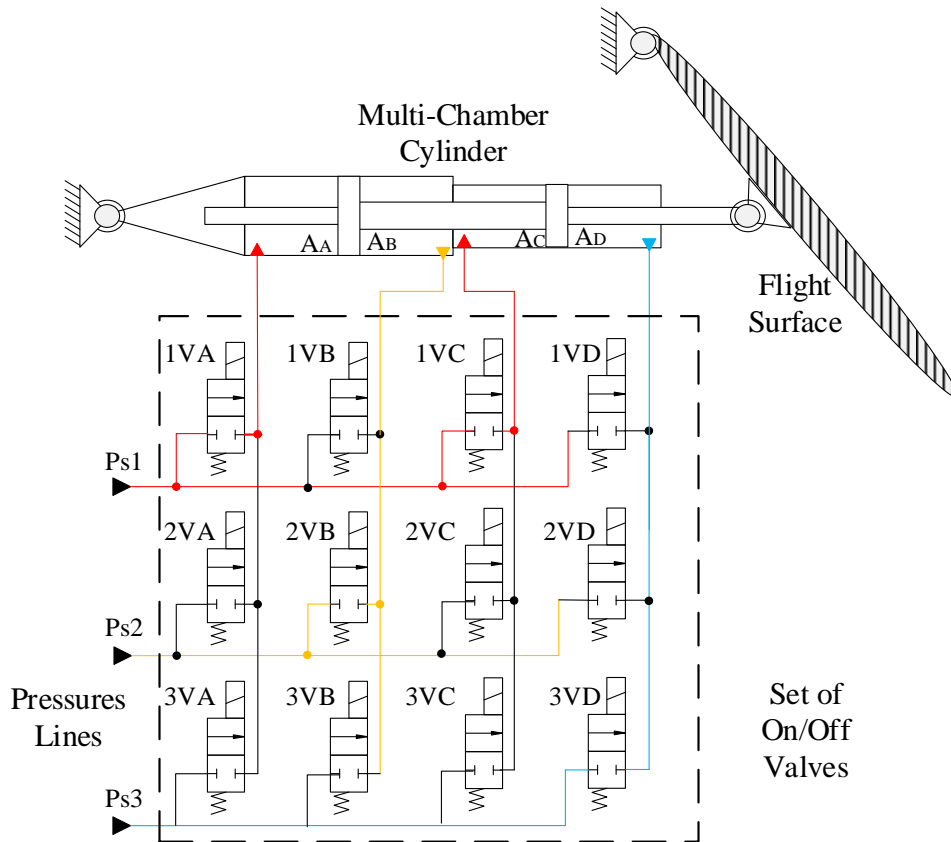 Multi-Chamber
Cylinder
AA AB AC AD
Flight
Surface
1VA 1VB 1VC 1VD
Ps1
2VA 2VB 2VC 2VD
Ps2
3VA 3VB 3VC 3VD
Pressures
Lines
Set of
On/Off
Valves
Ps3